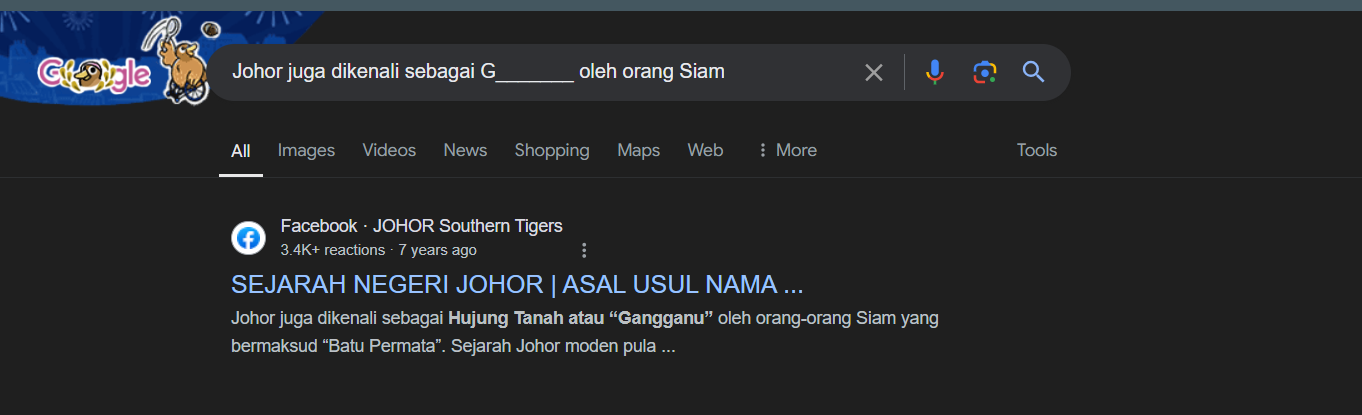 Google
Johor juga dikenali sebagai G_______ oleh orang Siam
All Images Videos News Shopping Maps Web More Tools
Facebook · JOHOR Southern Tigers
3.4K+ reactions · 7 years ago
SEJARAH NEGERI JOHOR | ASAL USUL NAMA ...
Johor juga dikenali sebagai Hujung Tanah atau “Gangganu” oleh orang-orang Siam yang
bermaksud “Batu Permata”. Sejarah Johor moden pula ...